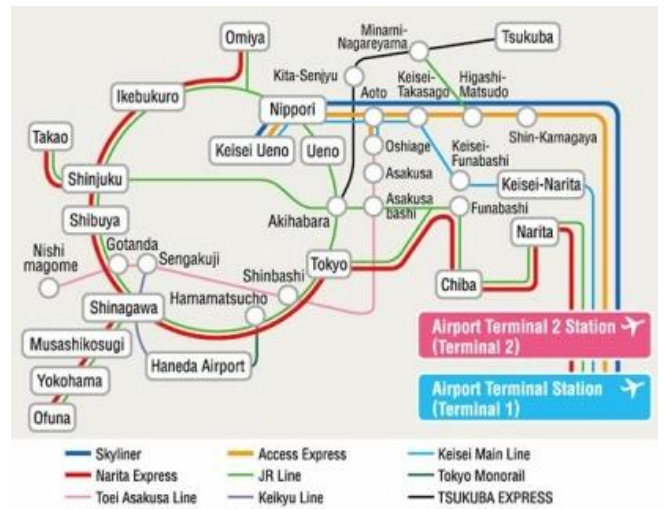 Omiya
Minami-
Nagareyama
Tsukuba
Kita-Senjyu
Ikebukuro
Nippori
Aoto
Keisei-
Takasago
Higashi-
Matsudo
Takao
Keisei Ueno
Ueno
Oshiage
Shin-Kamagaya
Keisei-
Funabashi
Shinjuku
Asakusa
Keisei-Narita
Shibuya
Akihabara
Asakusa
bashi
Funabashi
Narita
Nishi
magome
Gotanda
Sengakuji
Shinbashi
Tokyo
Chiba
Shinagawa
Hamamatsucho
Musashikosugi
Haneda Airport
Yokohama
Ofuna
Airport Terminal 2 Station
(Terminal 2)
Airport Terminal Station
(Terminal 1)
Skyliner
Access Express
Keisei Main Line
Narita Express
JR Line
Tokyo Monorail
Toei Asakusa Line
Keikyu Line
TSUKUBA EXPRESS